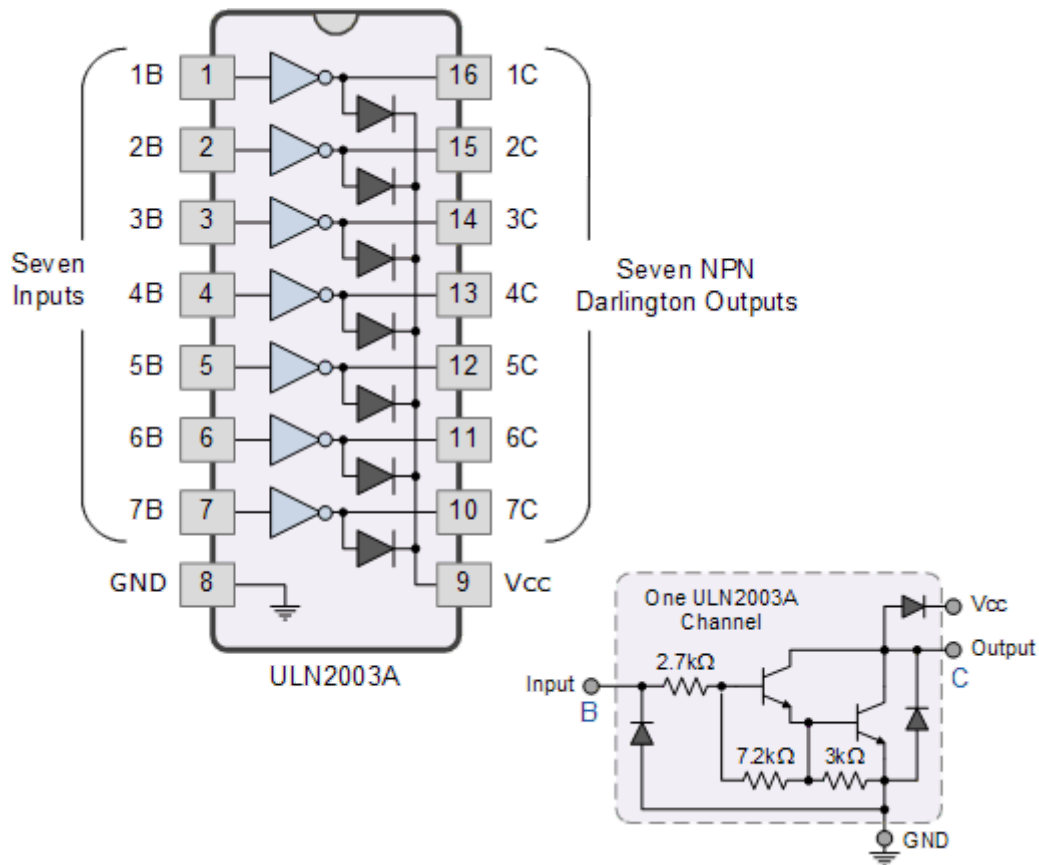 1B 1 16 1C
2B 2 15 2C
3B 3 14 3C
Seven
Inputs
4B 4 13 4C
Seven NPN
Darlington Outputs
5B 5 12 5C
6B 6 11 6C
7B 7 10 7C
GND 8 9 Vcc
ULN2003A
One ULN2003A
Channel
Vcc
Output
C
Input
B
2.7kΩ
7.2kΩ 3kΩ
GND